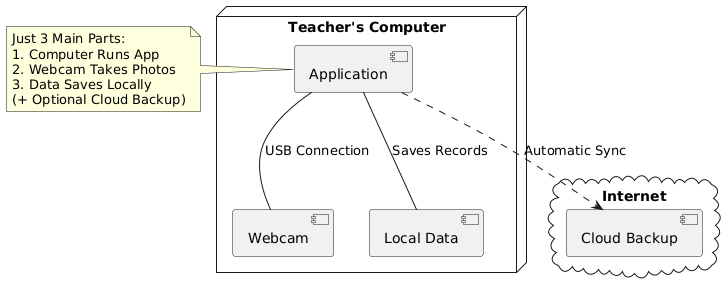 Just 3 Main Parts:
1. Computer Runs App
2. Webcam Takes Photos
3. Data Saves Locally
(+ Optional Cloud Backup)
Teacher's Computer
Application
USB Connection
Saves Records
Automatic Sync
Internet
Webcam
Local Data
Cloud Backup